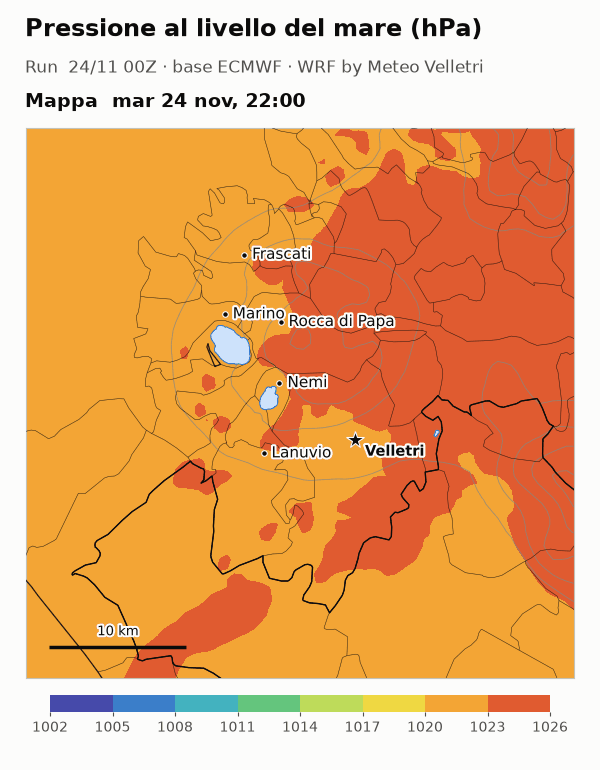 Pressione al livello del mare (hPa)
Run  24/11 00Z · base ECMWF · WRF by Meteo Velletri
Mappa  mar 24 nov, 22:00
Frascati
Marino
Rocca di Papa
Nemi
Velletri
Lanuvio
10 km
1002 1005 1008 1011 1014 1017 1020 1023 1026